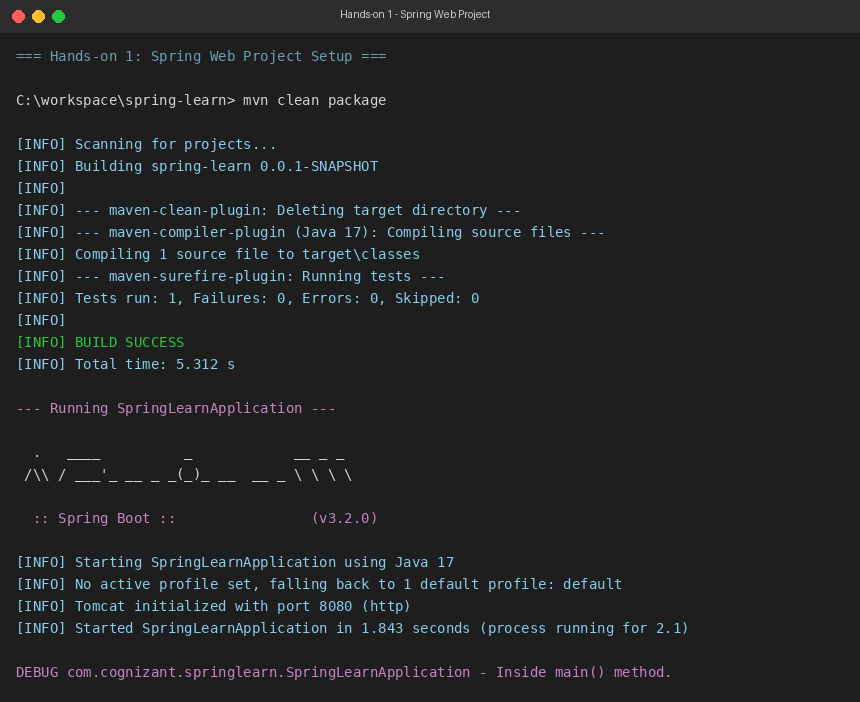 Hands-on 1 - Spring Web Project
=== Hands-on 1: Spring Web Project Setup ===
C:\workspace\spring-learn> mvn clean package
[INFO] Scanning for projects...
[INFO] Building spring-learn 0.0.1-SNAPSHOT
[INFO]
[INFO] --- maven-clean-plugin: Deleting target directory ---
[INFO] --- maven-compiler-plugin (Java 17): Compiling source files ---
[INFO] Compiling 1 source file to target\classes
[INFO] --- maven-surefire-plugin: Running tests ---
[INFO] Tests run: 1, Failures: 0, Errors: 0, Skipped: 0
[INFO]
[INFO] BUILD SUCCESS
[INFO] Total time: 5.312 s
--- Running SpringLearnApplication ---
  .   ____          _            __ _ _
 /\\ / ___'_ __ _ _(_)_ __  __ _ \ \ \ \
  :: Spring Boot ::                (v3.2.0)
[INFO] Starting SpringLearnApplication using Java 17
[INFO] No active profile set, falling back to 1 default profile: default
[INFO] Tomcat initialized with port 8080 (http)
[INFO] Started SpringLearnApplication in 1.843 seconds (process running for 2.1)
DEBUG com.cognizant.springlearn.SpringLearnApplication - Inside main() method.